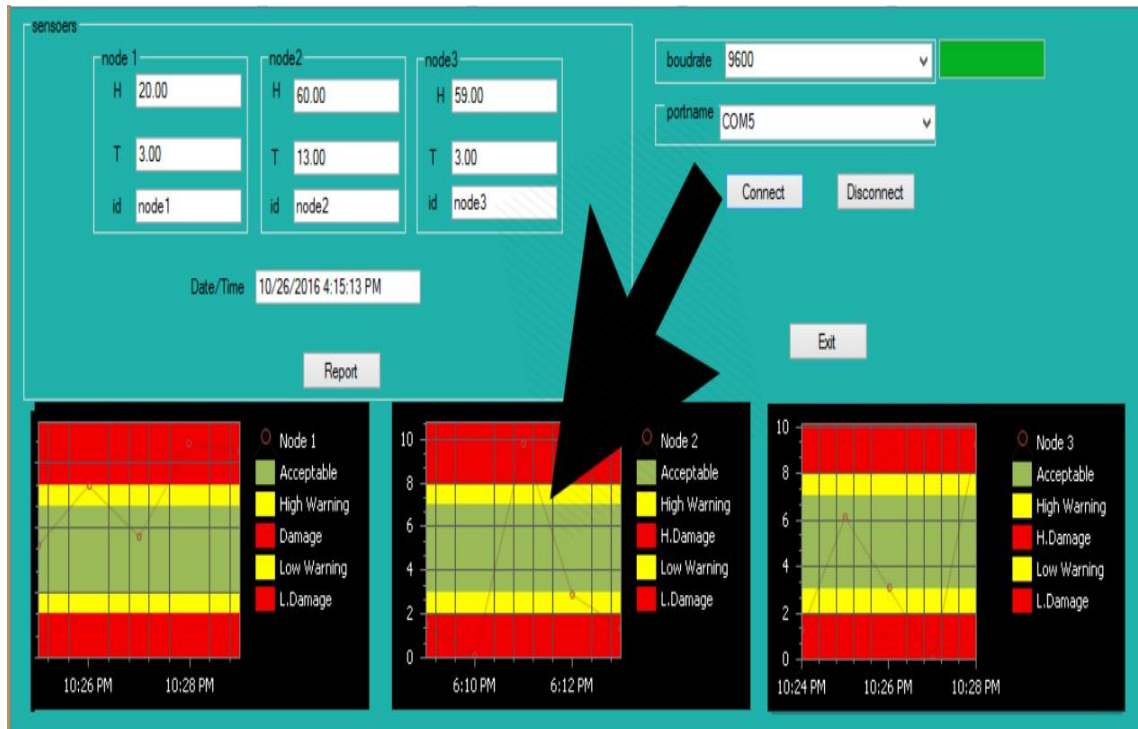 sensoers
node 1
H 20.00
T 3.00
id node1
node2
H 60.00
T 13.00
id node2
node3
H 59.00
T 3.00
id node3
Date/Time 10/26/2016 4:15:13 PM
Report
boudrate 9600
portname COM5
Connect Disconnect
Exit
Node 1
Acceptable
High Warning
Damage
Low Warning
L.Damage
10:26 PM 10:28 PM
10
8
6
4
2
0
6:10 PM 6:12 PM
Node 2
Acceptable
High Warning
H.Damage
Low Warning
L.Damage
10
8
6
4
2
0
10:24 PM 10:26 PM 10:28 PM
Node 3
Acceptable
High Warning
H.Damage
Low Warning
L.Damage